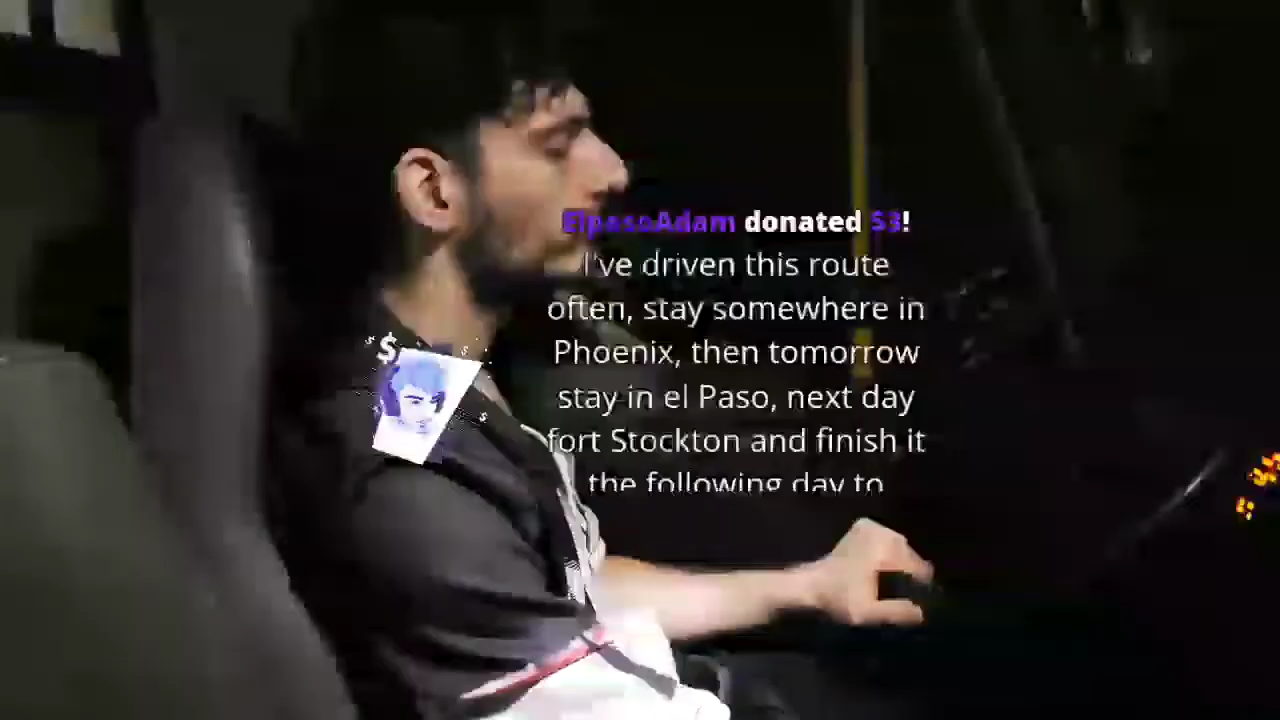 ElpasoAdam donated $3!
I've driven this route
often, stay somewhere in
Phoenix, then tomorrow
stay in el Paso, next day
fort Stockton and finish it
the following day to